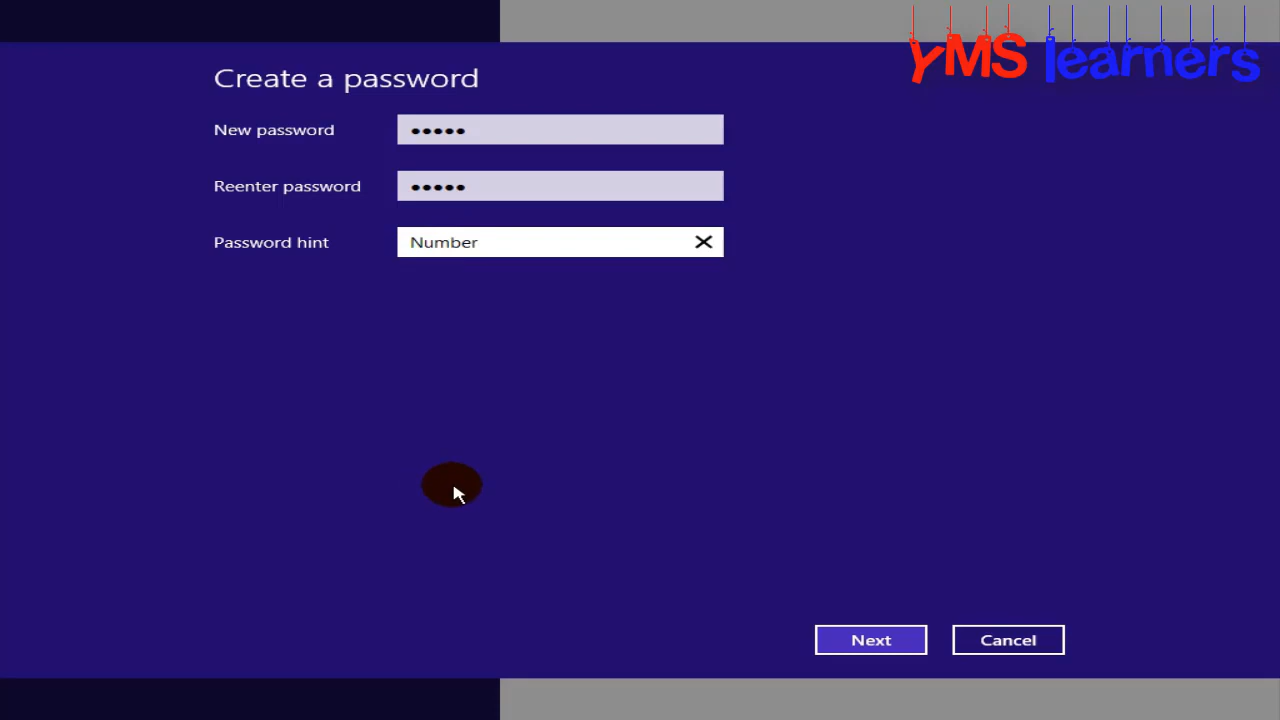 YMS learners
Create a password
New password •••••
Reenter password •••••
Password hint Number
Next Cancel